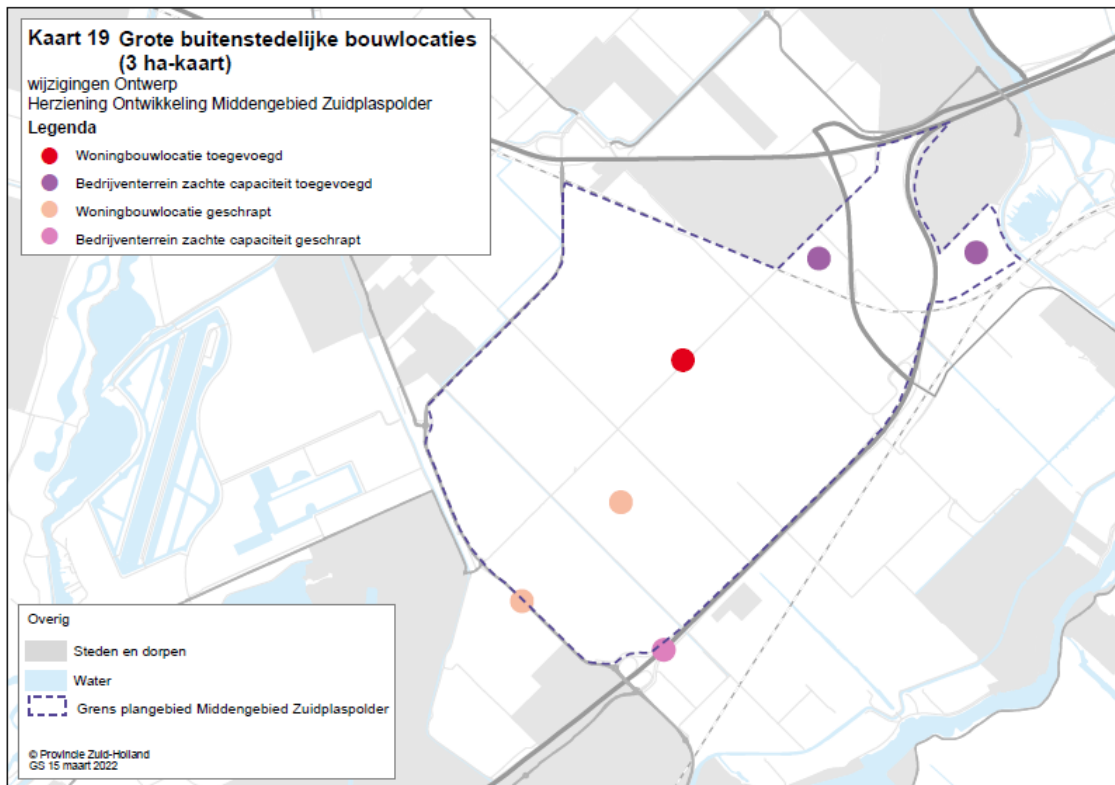 Kaart 19 Grote buitenstedelijke bouwlocaties
(3 ha-kaart)
wijzigingen Ontwerp
Herziening Ontwikkeling Middengebied Zuidplaspolder
Legenda
Woningbouwlocatie toegevoegd
Bedrijventerrein zachte capaciteit toegevoegd
Woningbouwlocatie geschrapt
Bedrijventerrein zachte capaciteit geschrapt
Overig
Steden en dorpen
Water
Grens plangebied Middengebied Zuidplaspolder
© Provincie Zuid-Holland
GS 15 maart 2022